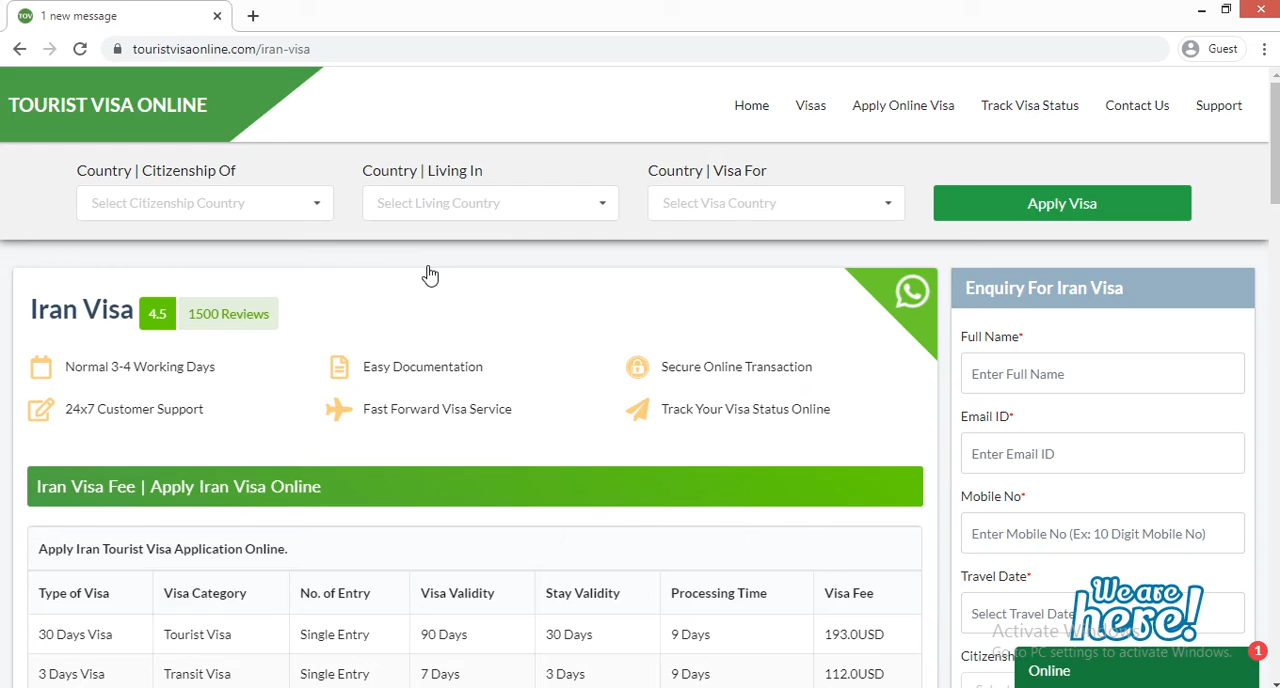 TOV 1 new message
touristvisaonline.com/iran-visa
Guest
TOURIST VISA ONLINE
Home Visas Apply Online Visa Track Visa Status Contact Us Support
Country | Citizenship Of Country | Living In Country | Visa For
Select Citizenship Country Select Living Country Select Visa Country Apply Visa
Iran Visa 4.5 1500 Reviews
Normal 3-4 Working Days Easy Documentation Secure Online Transaction
24x7 Customer Support Fast Forward Visa Service Track Your Visa Status Online
Iran Visa Fee | Apply Iran Visa Online
Apply Iran Tourist Visa Application Online.
Type of Visa Visa Category No. of Entry Visa Validity Stay Validity Processing Time Visa Fee
30 Days Visa Tourist Visa Single Entry 90 Days 30 Days 9 Days 193.0USD
3 Days Visa Transit Visa Single Entry 7 Days 3 Days 9 Days 112.0USD
Enquiry For Iran Visa
Full Name*
Enter Full Name
Email ID*
Enter Email ID
Mobile No*
Enter Mobile No (Ex: 10 Digit Mobile No)
Travel Date*
Select Travel Date
We are
here!
Activate Windows
Go to PC settings to activate Windows.
1
Online